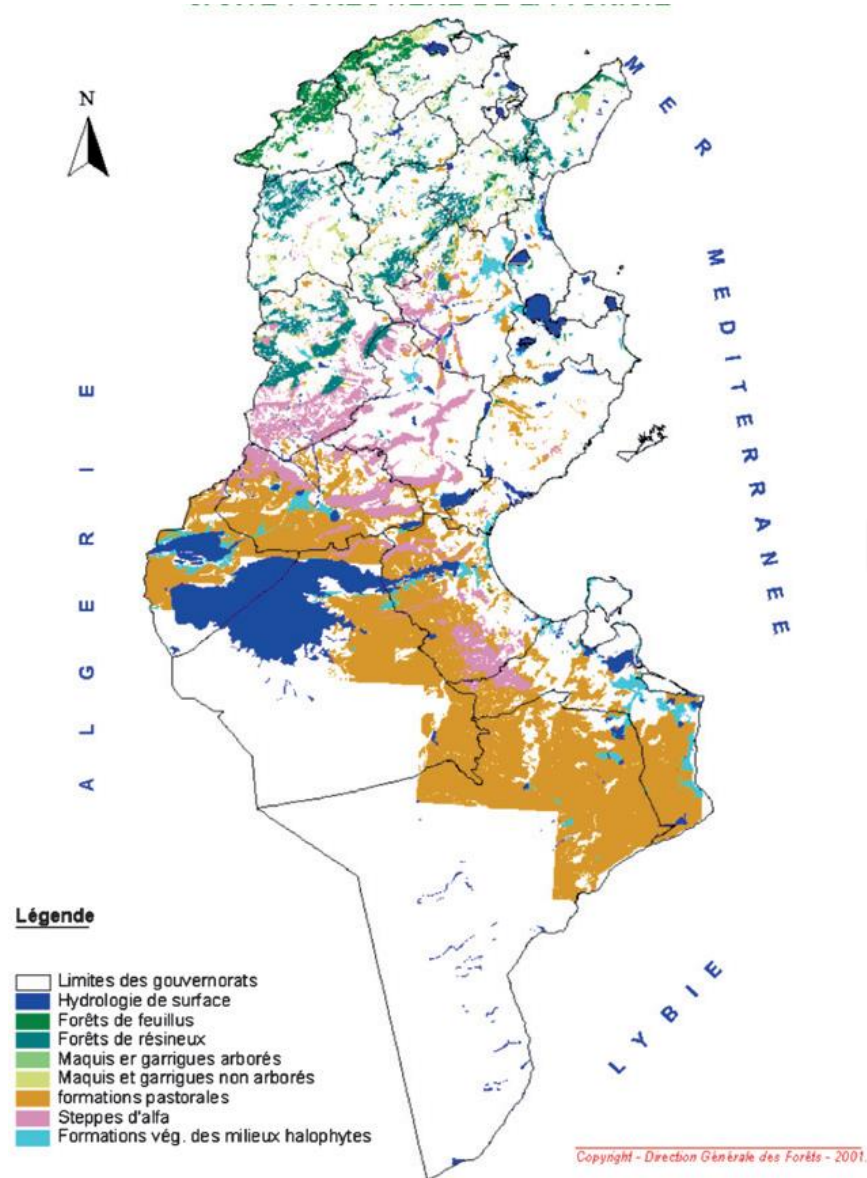 N
MER MEDITERRANEE
ALGERIE
LYBIE
Légende
Limites des gouvernorats
Hydrologie de surface
Forêts de feuillus
Forêts de résineux
Maquis er garrigues arborés
Maquis et garrigues non arborés
formations pastorales
Steppes d'alfa
Formations vég. des milieux halophytes
Copyright - Direction Générale des Forêts - 2001.